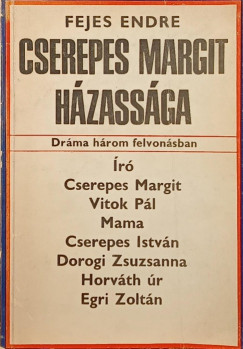 FEJES ENDRE
CSEREPES MARGIT
HÁZASSÁGA
Dráma három felvonásban
Író
Cserepes Margit
Vitok Pál
Mama
Cserepes István
Dorogi Zsuzsanna
Horváth úr
Egri Zoltán